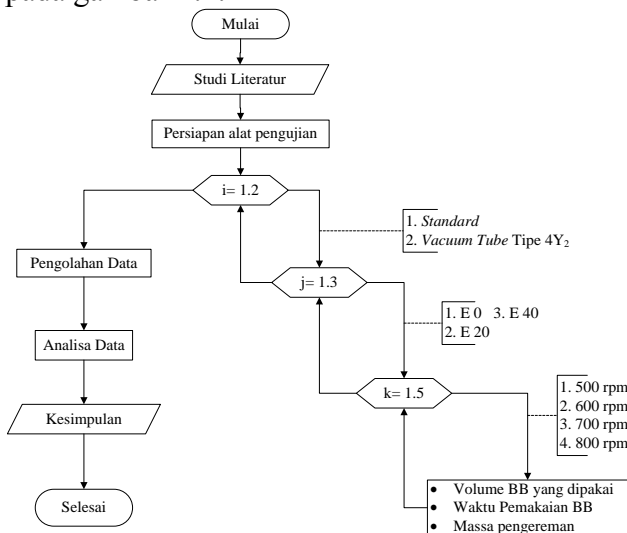 Mulai
Studi Literatur
Persiapan alat pengujian
i= 1.2
1. Standard
2. Vacuum Tube Tipe 4Y₂
Pengolahan Data
j= 1.3
1. E 0 3. E 40
2. E 20
Analisa Data
k= 1.5
1. 500 rpm
2. 600 rpm
3. 700 rpm
4. 800 rpm
Kesimpulan
Selesai
• Volume BB yang dipakai
• Waktu Pemakaian BB
• Massa pengereman